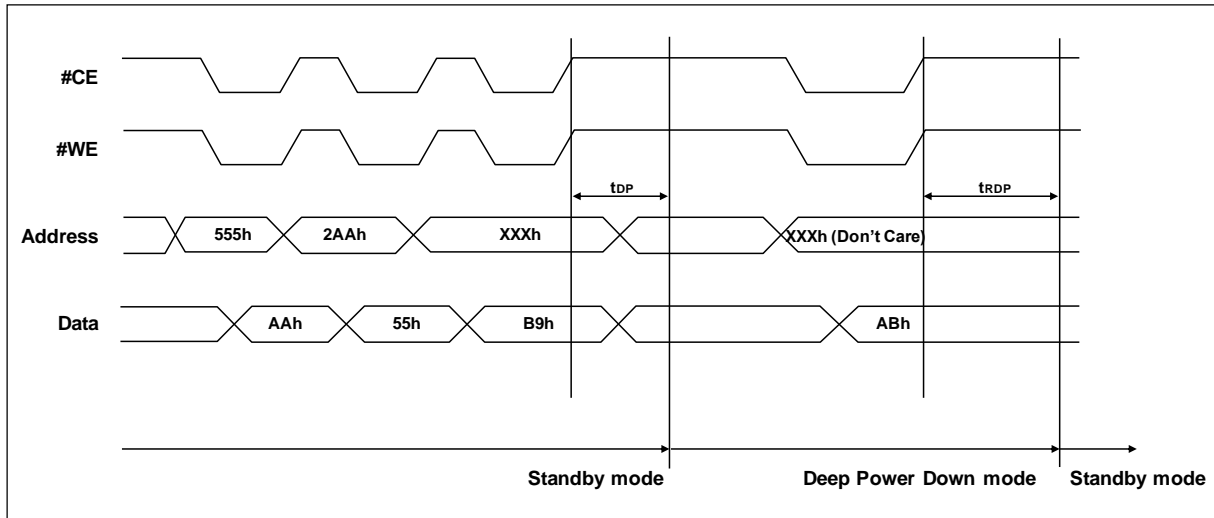 #CE
#WE
tDP
tRDP
Address
555h
2AAh
XXXh
XXXh (Don't Care)
Data
AAh
55h
B9h
ABh
Standby mode
Deep Power Down mode
Standby mode